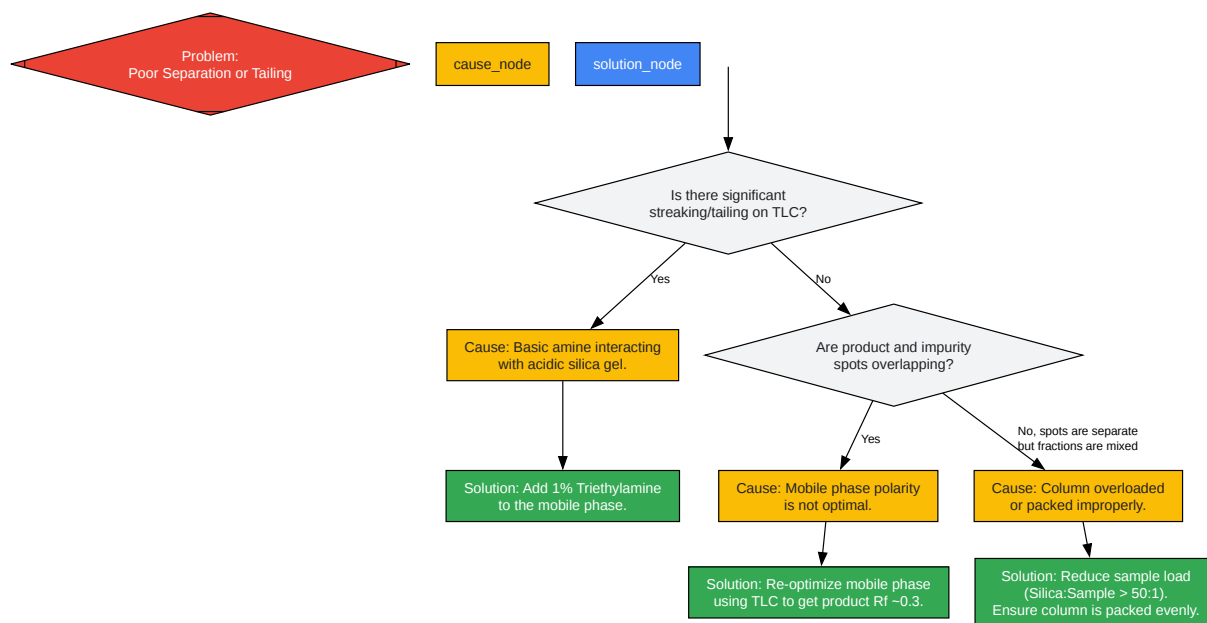 Problem:
Poor Separation or Tailing
cause_node
solution_node
Is there significant
streaking/tailing on TLC?
Yes
No
Cause: Basic amine interacting
with acidic silica gel.
Are product and impurity
spots overlapping?
Yes
No, spots are separate
but fractions are mixed
Solution: Add 1% Triethylamine
to the mobile phase.
Cause: Mobile phase polarity
is not optimal.
Cause: Column overloaded
or packed improperly.
Solution: Re-optimize mobile phase
using TLC to get product Rf ~0.3.
Solution: Reduce sample load
(Silica:Sample > 50:1).
Ensure column is packed evenly.